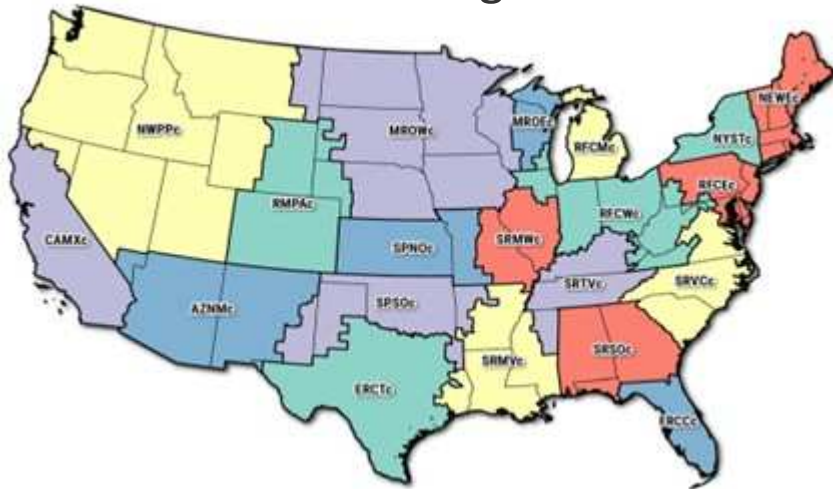 NEWEc
MROEc
NWPPc
MROWc
NYSTc
RFCMc
RFCEc
RMPAc
RFCWc
CAMXc
SRMWc
SPNOc
SRTVc
SRVCc
AZNMc
SPSOc
SRMVc
SRSOc
ERCTc
ERCCc